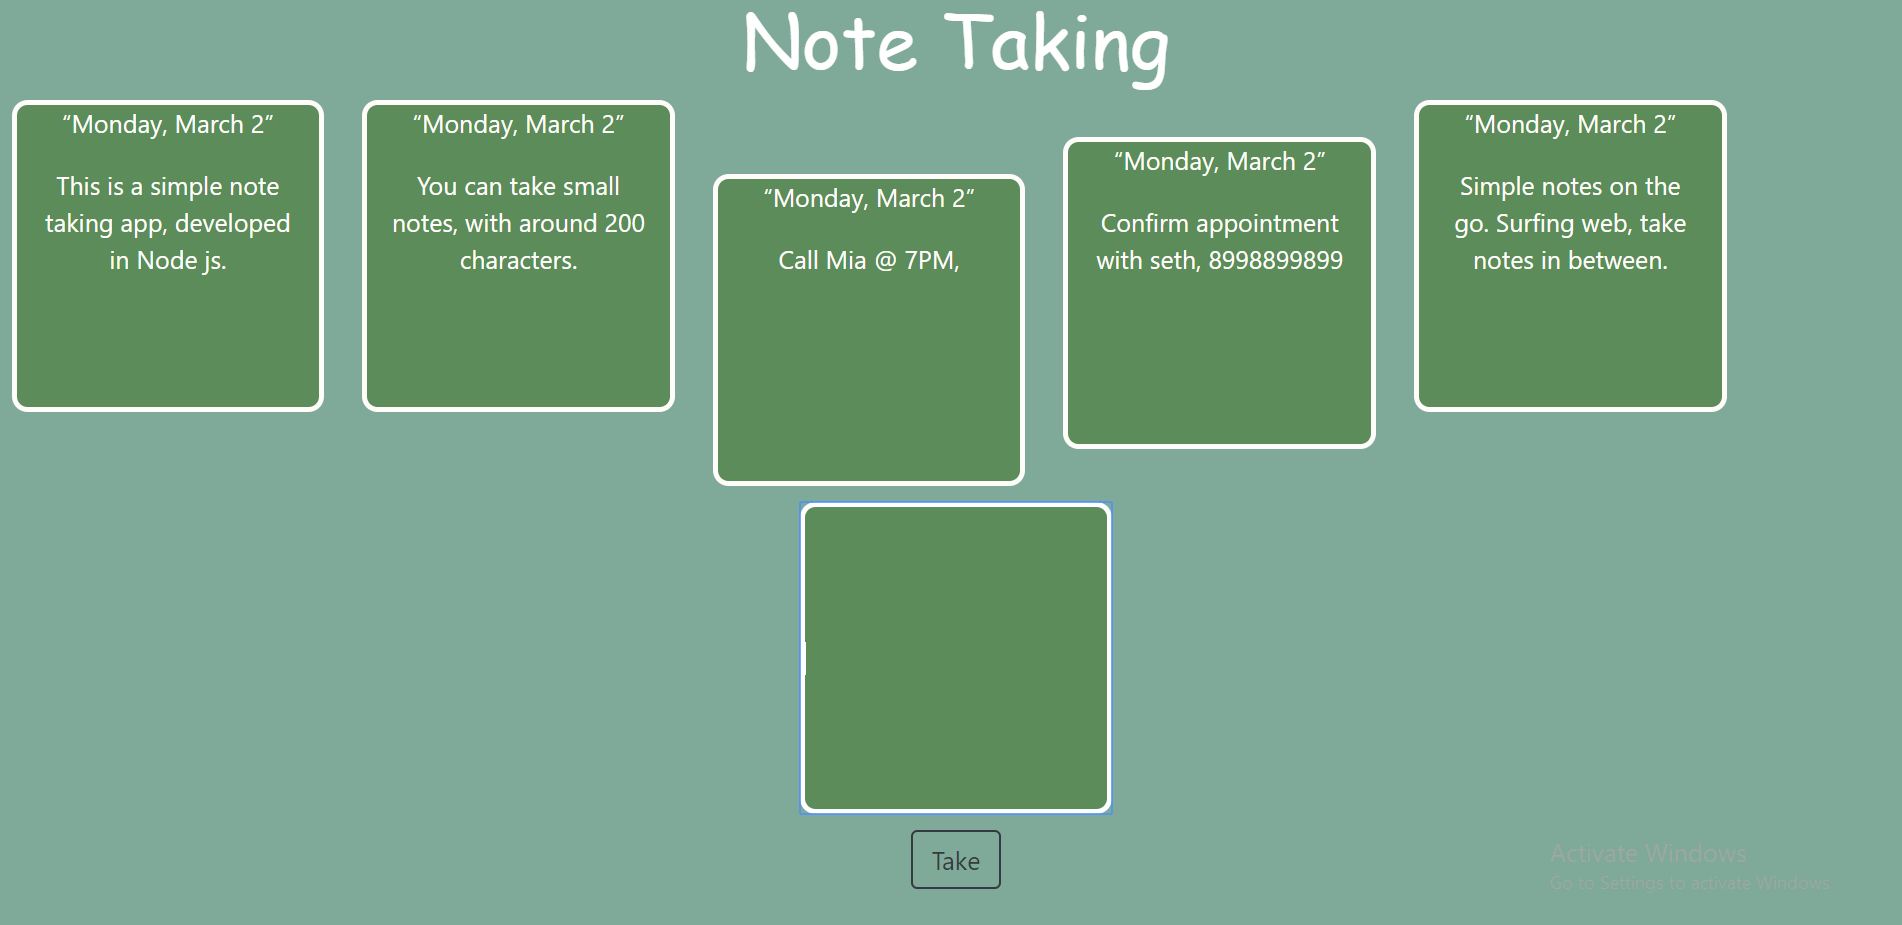 Note Taking
“Monday, March 2”
This is a simple note
taking app, developed
in Node js.
“Monday, March 2”
You can take small
notes, with around 200
characters.
“Monday, March 2”
Call Mia @ 7PM,
“Monday, March 2”
Confirm appointment
with seth, 8998899899
“Monday, March 2”
Simple notes on the
go. Surfing web, take
notes in between.
Take
Activate Windows
Go to Settings to activate Windows.